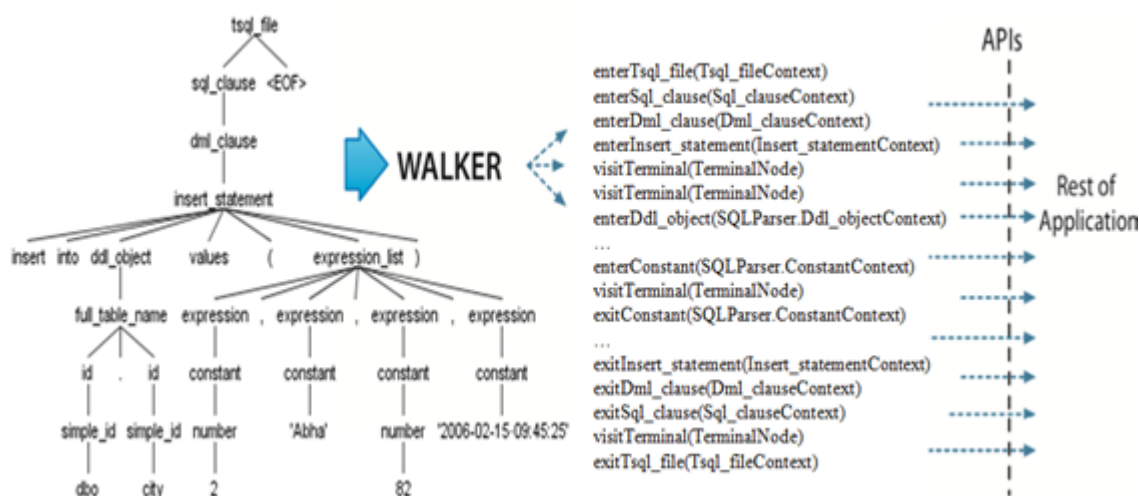 tsql_file
sql_clause <EOF>
dml_clause
insert_statement
insert into ddl_object values ( expression_list )
full_table_name expression , expression , expression , expression
id . id constant constant constant constant
simple_id simple_id number 'Abha' number '2006-02-15-09:45:25'
dbo city 2 82
WALKER
enterTsql_file(Tsql_fileContext)
enterSql_clause(Sql_clauseContext)
enterDml_clause(Dml_clauseContext)
enterInsert_statement(Insert_statementContext)
visitTerminal(TerminalNode)
visitTerminal(TerminalNode)
enterDdl_object(SQLParser.Ddl_objectContext)
...
enterConstant(SQLParser.ConstantContext)
visitTerminal(TerminalNode)
exitConstant(SQLParser.ConstantContext)
...
exitInsert_statement(Insert_statementContext)
exitDml_clause(Dml_clauseContext)
exitSql_clause(Sql_clauseContext)
visitTerminal(TerminalNode)
exitTsql_file(Tsql_fileContext)
APIs
Rest of
Application